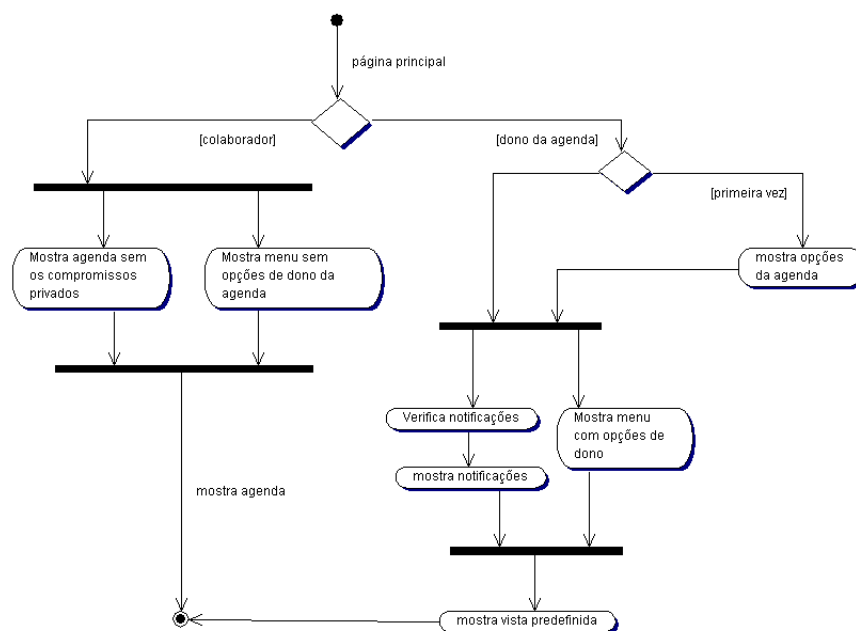 página principal
[colaborador]
[dono da agenda]
[primeira vez]
Mostra agenda sem
os compromissos
privados
Mostra menu sem
opções de dono da
agenda
mostra opções
da agenda
Verifica notificações
Mostra menu
com opções de
dono
mostra notificações
mostra agenda
mostra vista predefinida